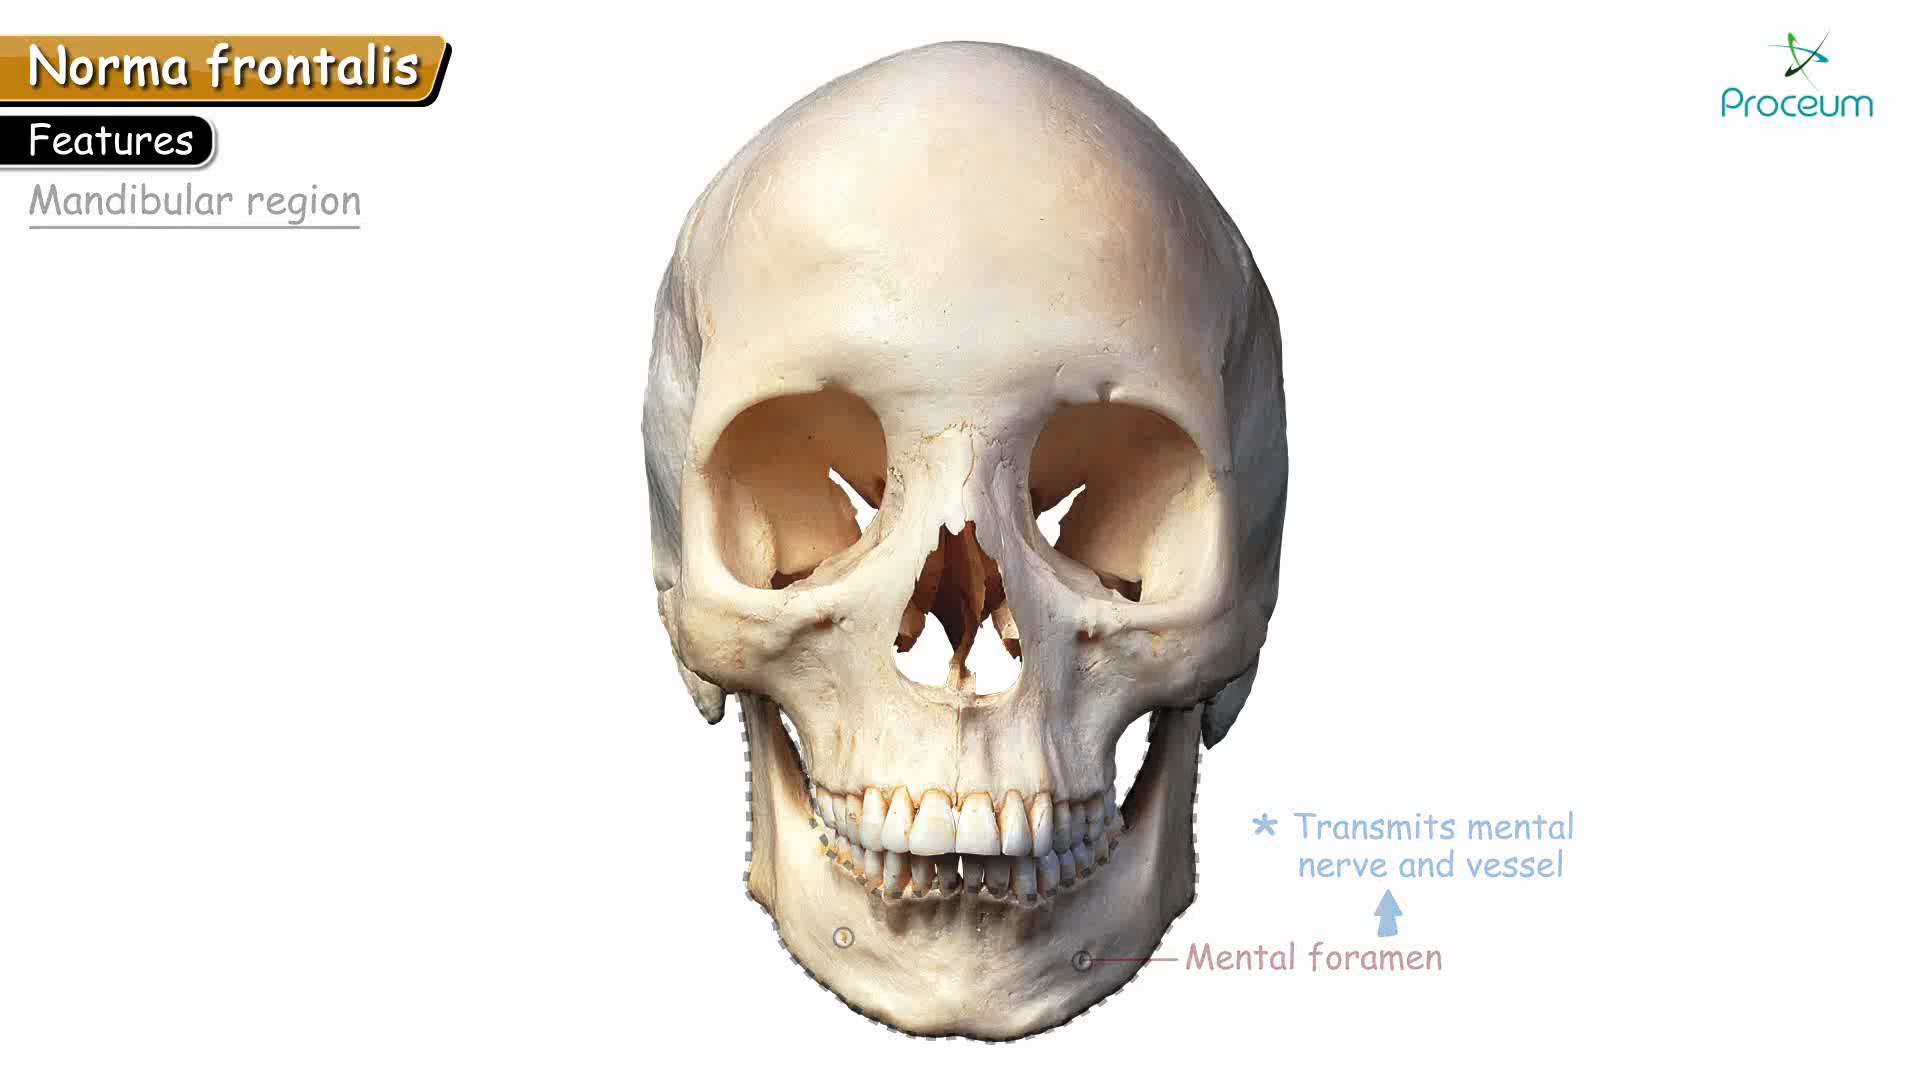 Norma frontalis
Features
Mandibular region
Proceum
* Transmits mental
nerve and vessel
Mental foramen